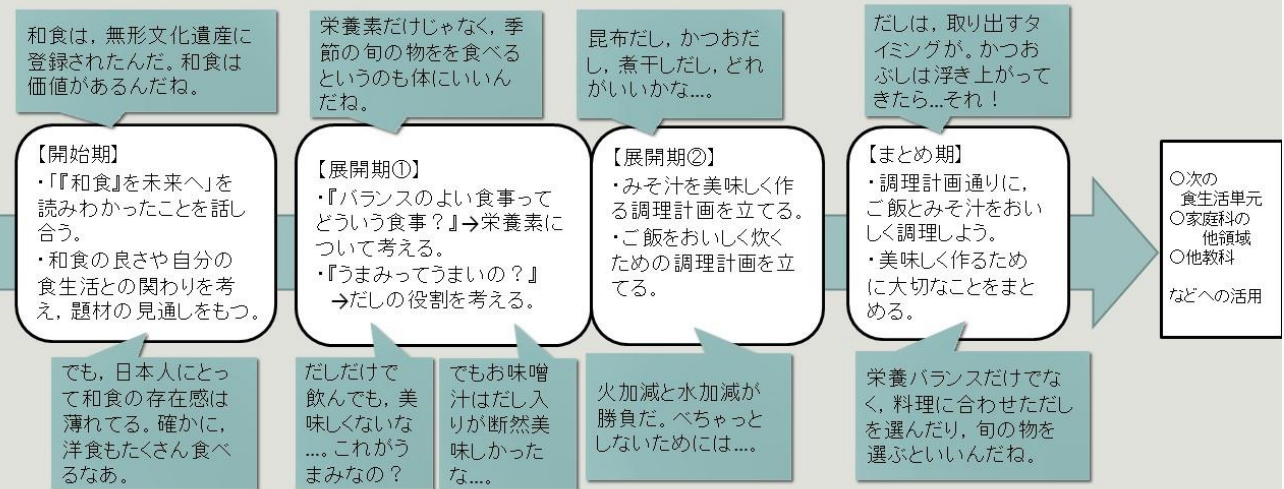 和食は，無形文化遺産に
登録されたんだ。和食は
価値があるんだね。
栄養素だけじゃなく，季
節の旬の物をを食べる
というのも体にいいん
だね。
昆布だし，かつおだ
し，煮干しだし，どれ
がいいかな…。
だしは，取り出すタ
イミングが。かつお
ぶしは浮き上がって
きたら…それ！
【開始期】
・「『和食』を未来へ」を
読みわかったことを話し
合う。
・和食の良さや自分の
食生活との関わりを考
え，題材の見通しをもつ。
【展開期①】
・『バランスのよい食事って
どういう食事？』→栄養素に
ついて考える。
・『うまみってうまいの？』
→だしの役割を考える。
【展開期②】
・みそ汁を美味しく作
る調理計画を立てる。
・ご飯をおいしく炊く
ための調理計画を立
てる。
【まとめ期】
・調理計画通りに，
ご飯とみそ汁をおい
しく調理しよう。
・美味しく作るため
に大切なことをまと
める。
○次の
食生活単元
○家庭科の
他領域
○他教科
などへの活用
でも，日本人にとっ
て和食の存在感は
薄れてる。確かに，
洋食もたくさん食べ
るなあ。
だしだけで
飲んでも，美
味しくないな
…。これがう
まみなの？
でもお味噌
汁はだし入
りが断然美
味しかった
な…。
火加減と水加減が
勝負だ。べちゃっと
しないためには…。
栄養バランスだけでな
く，料理に合わせただし
を選んだり，旬の物を
選ぶといいんだね。